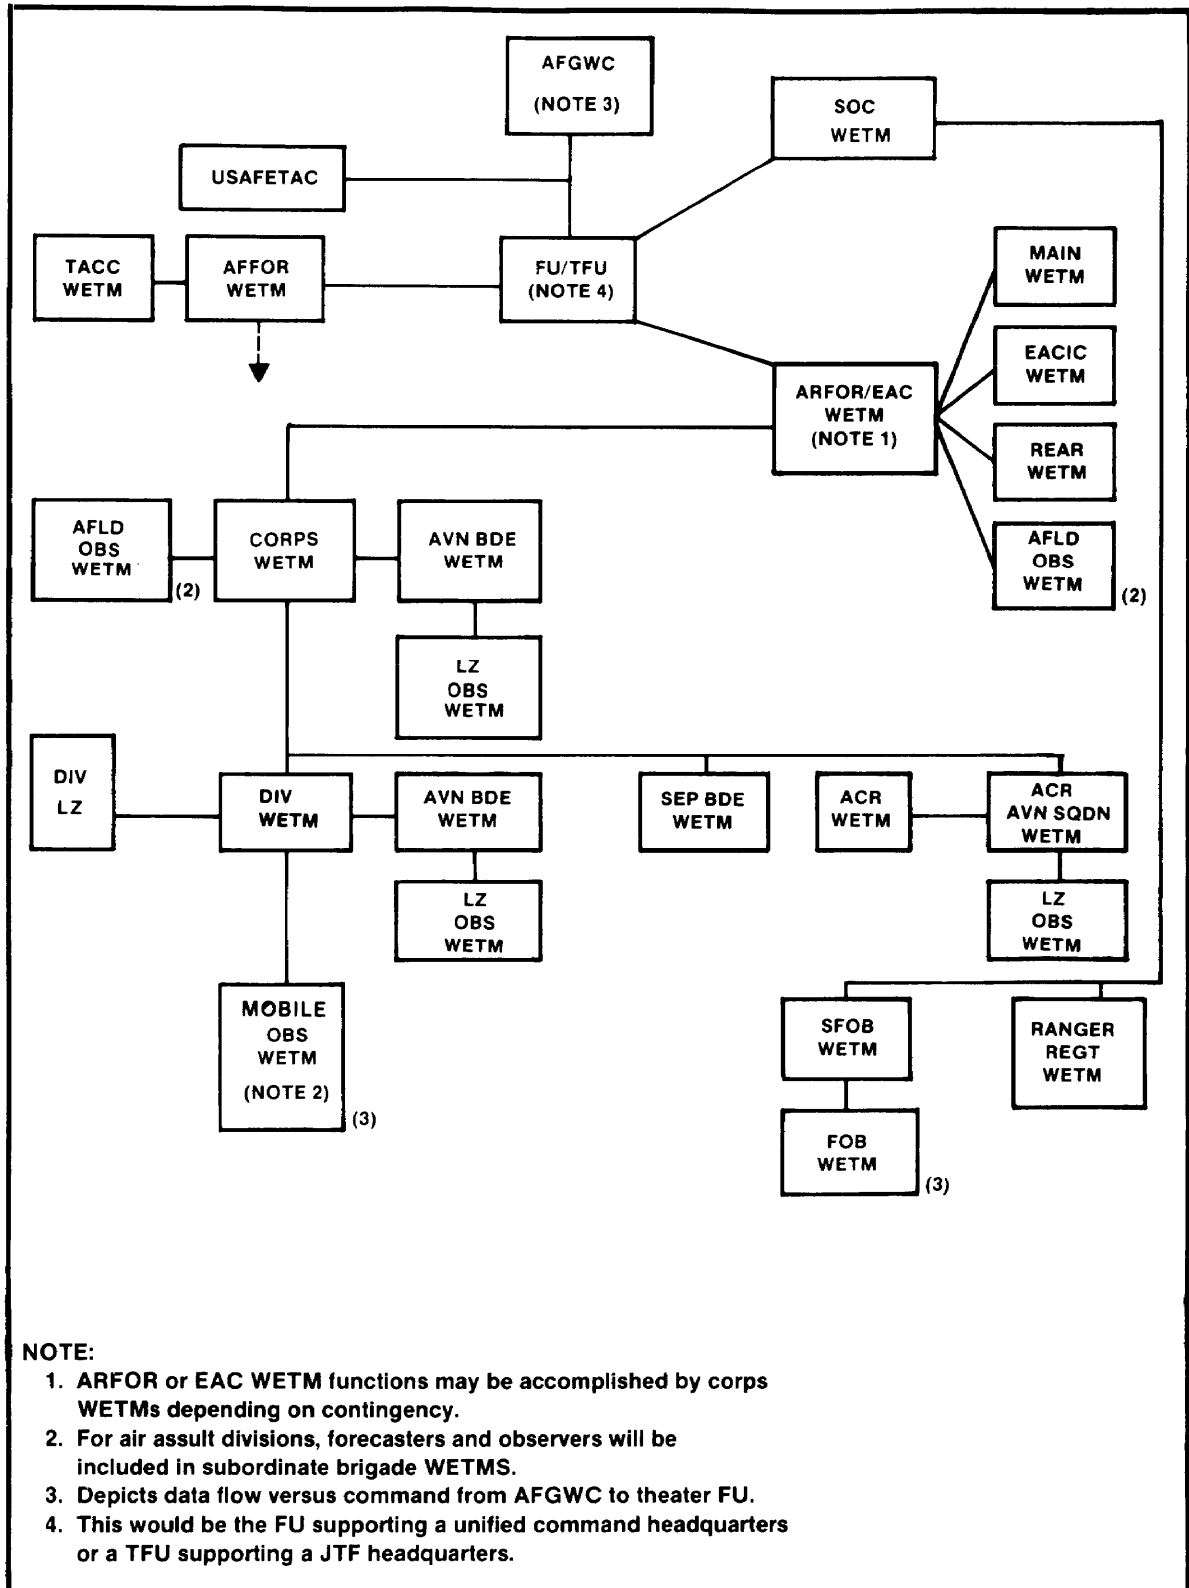 AFGWC
(NOTE 3)
SOC
WETM
USAFETAC
TACC
WETM
AFFOR
WETM
FU/TFU
(NOTE 4)
MAIN
WETM
EACIC
WETM
ARFOR/EAC
WETM
(NOTE 1)
REAR
WETM
AFLD
OBS
WETM
(2)
CORPS
WETM
AVN BDE
WETM
AFLD
OBS
WETM
(2)
LZ
OBS
WETM
DIV
LZ
DIV
WETM
AVN BDE
WETM
SEP BDE
WETM
ACR
WETM
ACR
AVN SQDN
WETM
LZ
OBS
WETM
LZ
OBS
WETM
MOBILE
OBS
WETM
(NOTE 2)
(3)
SFOB
WETM
RANGER
REGT
WETM
FOB
WETM
(3)
NOTE:
1. ARFOR or EAC WETM functions may be accomplished by corps
WETMs depending on contingency.
2. For air assult divisions, forecasters and observers will be
included in subordinate brigade WETMS.
3. Depicts data flow versus command from AFGWC to theater FU.
4. This would be the FU supporting a unified command headquarters
or a TFU supporting a JTF headquarters.